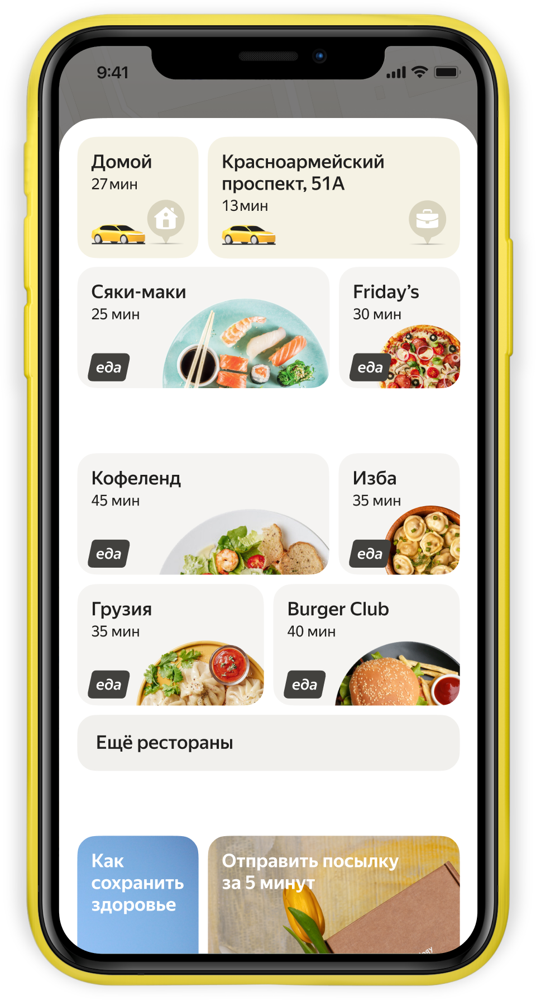 9:41
Домой
27 мин
Красноармейский
проспект, 51А
13 мин
Сяки-маки
25 мин
еда
Friday’s
30 мин
еда
Кофеленд
45 мин
еда
Изба
35 мин
еда
Грузия
35 мин
еда
Burger Club
40 мин
еда
Ещё рестораны
Как
сохранить
здоровье
Отправить посылку
за 5 минут